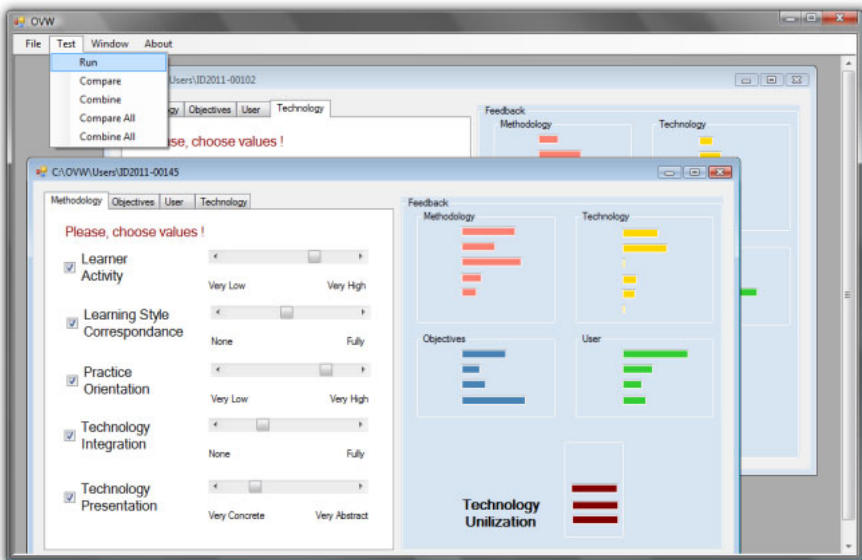 OVW
File Test Window About
Run
Compare
Combine
Compare All
Combine All
Users\ID2011-00102
Objectives User Technology
choose values !
Feedback
Methodology Technology
C:\OVW\Users\ID2011-00145
Methodology Objectives User Technology
Please, choose values !
Learner
Activity
Very Low Very High
Learning Style
Correspondance
None Fully
Practice
Orientation
Very Low Very High
Technology
Integration
None Fully
Technology
Presentation
Very Concrete Very Abstract
Feedback
Methodology Technology
Objectives User
Technology
Unilization